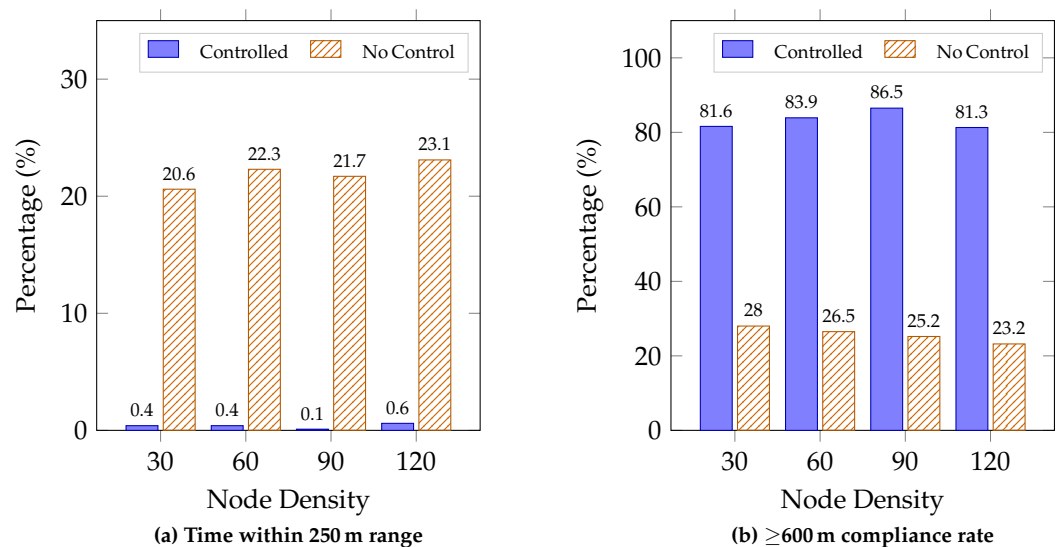 Controlled No Control
Percentage (%)
30
20
10
0
20.6
22.3
21.7
23.1
0.4
0.4
0.1
0.6
30 60 90 120
Node Density
(a) Time within 250 m range
Controlled No Control
Percentage (%)
100
80
60
40
20
0
81.6
83.9
86.5
81.3
28
26.5
25.2
23.2
30 60 90 120
Node Density
(b) ≥600 m compliance rate